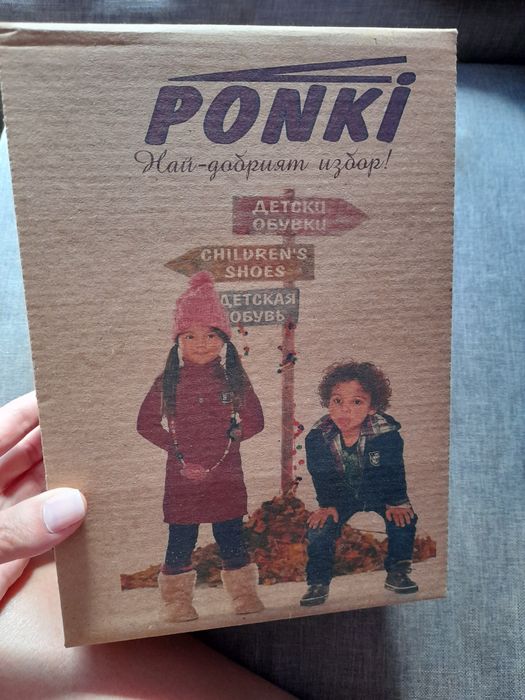 PONKi
Най-добрият избор!
ДЕТСКИ
ОБУВКИ
CHILDREN'S
SHOES
ДЕТСКАЯ
ОБУВЬ